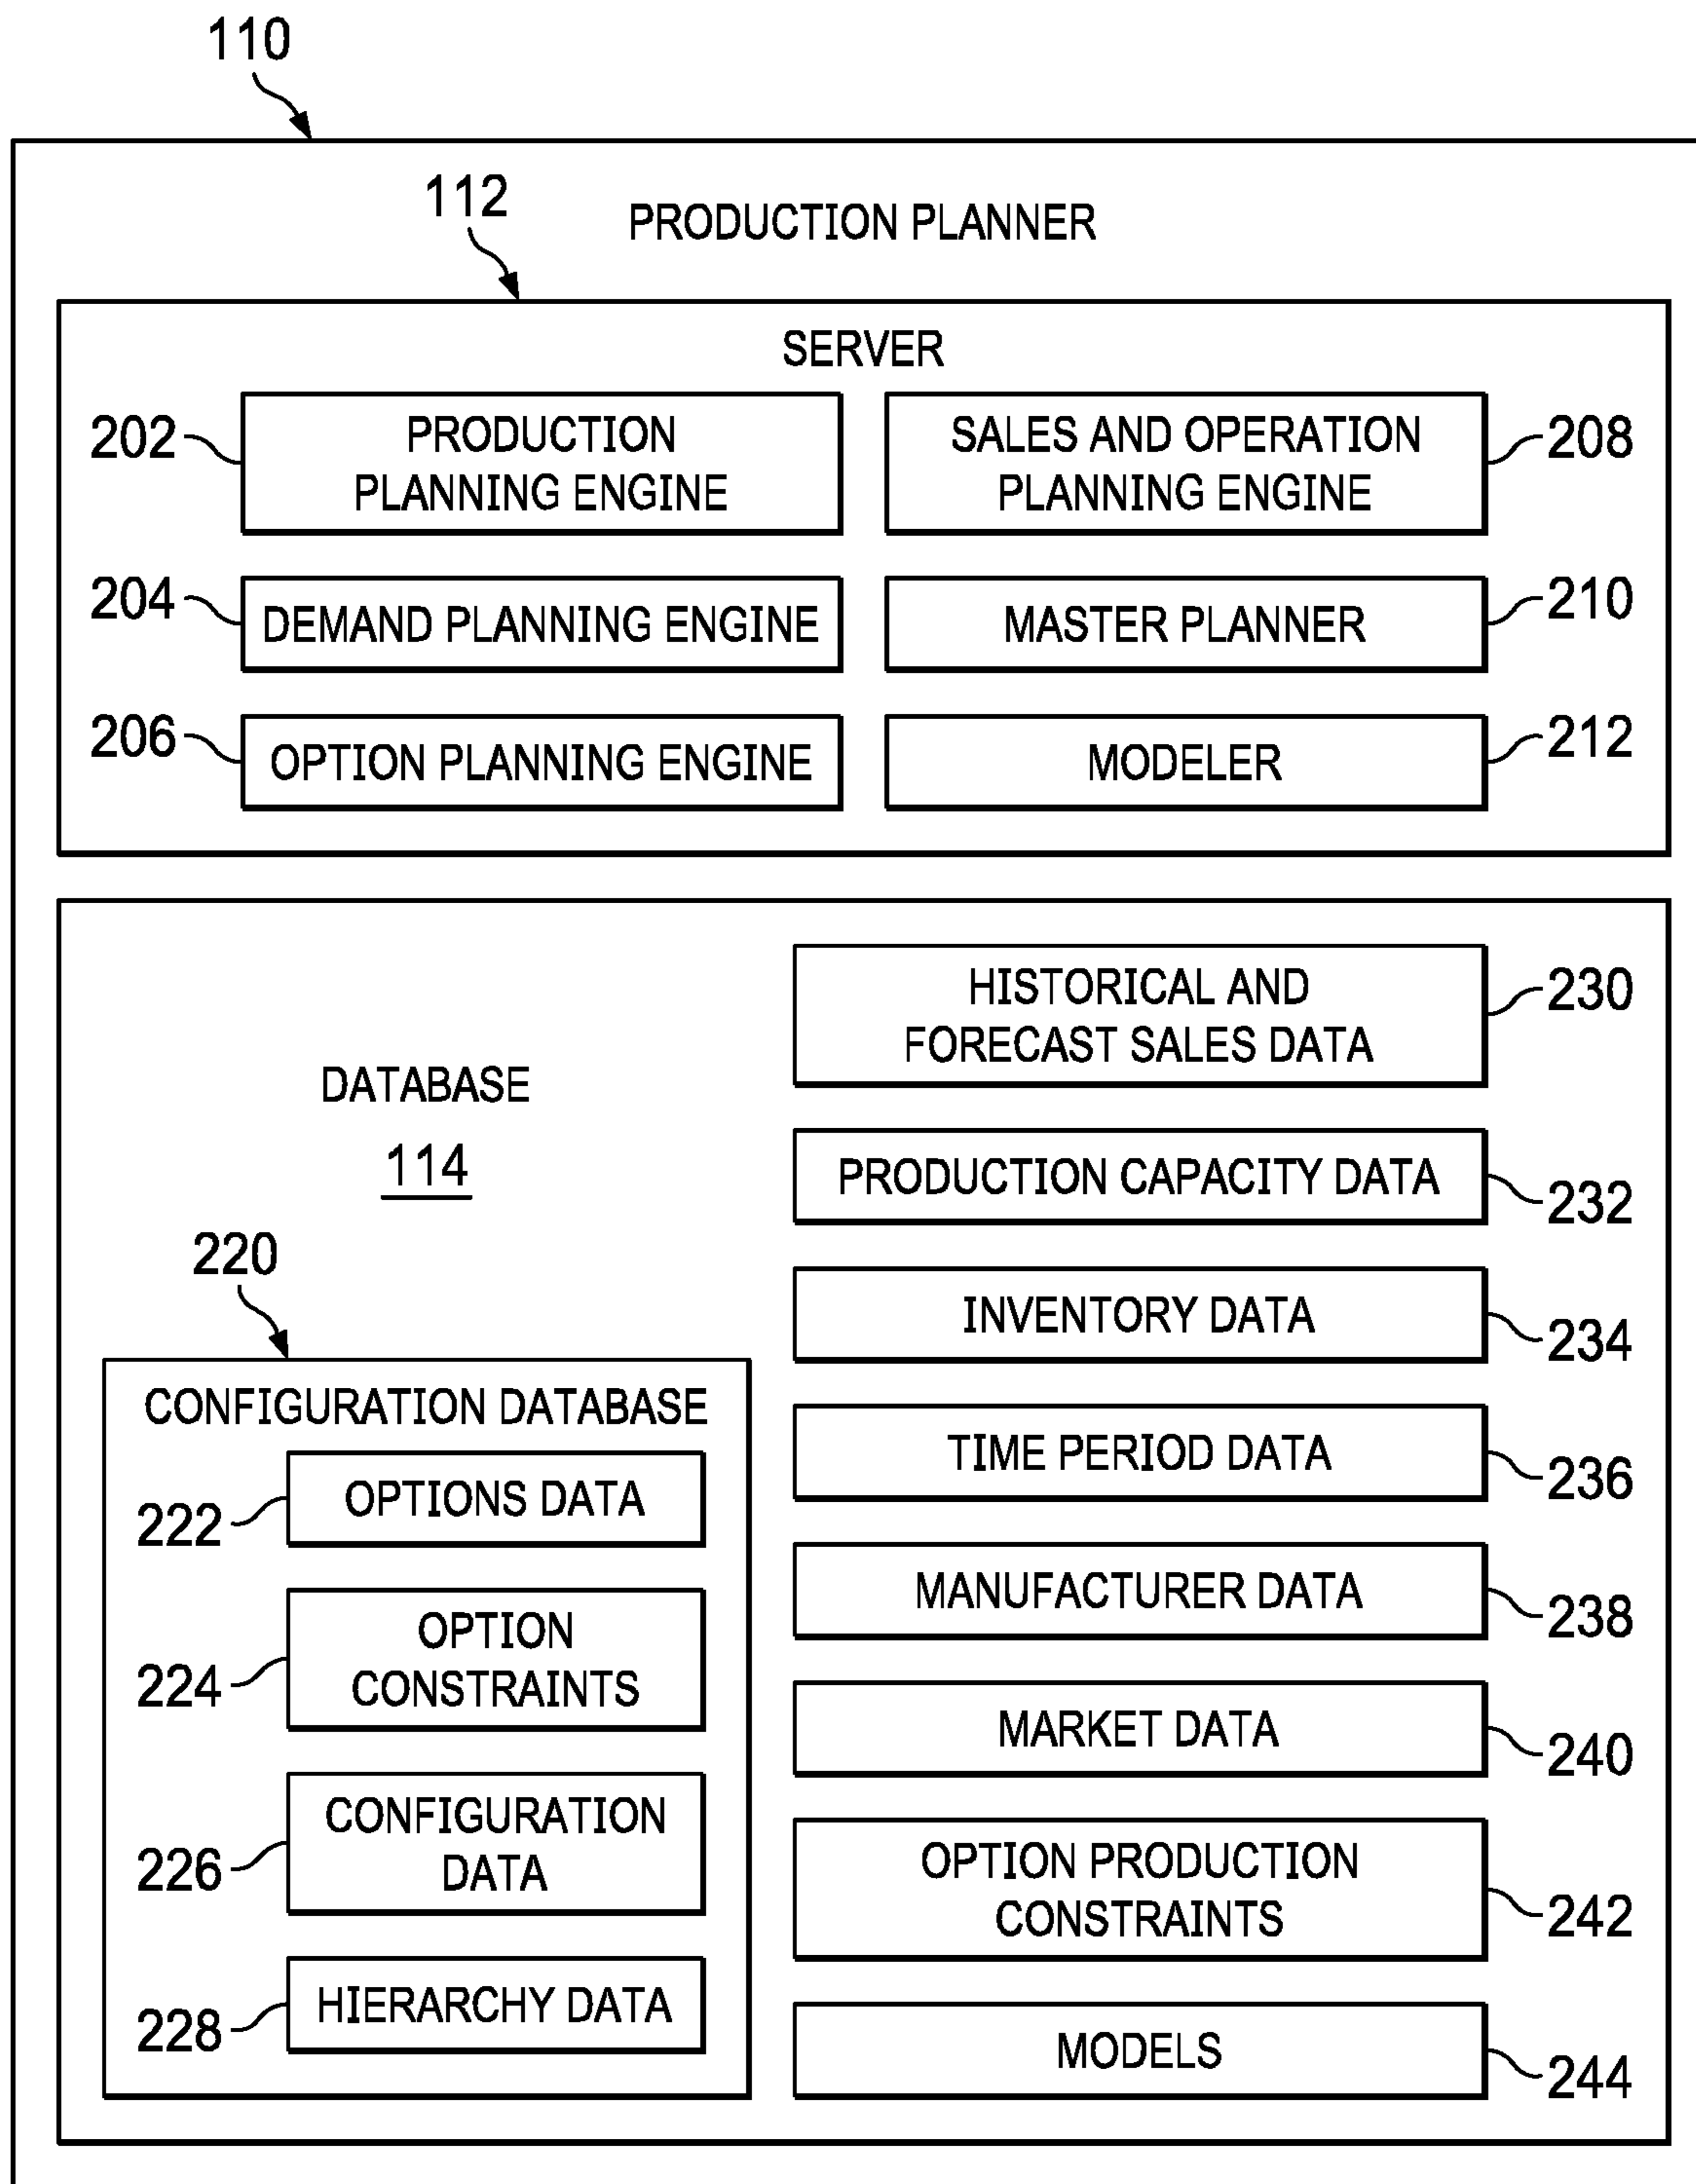 110
PRODUCTION PLANNER
112
SERVER
202
PRODUCTION
PLANNING ENGINE
SALES AND OPERATION
PLANNING ENGINE
208
204
DEMAND PLANNING ENGINE
MASTER PLANNER
210
206
OPTION PLANNING ENGINE
MODELER
212
DATABASE
114
220
CONFIGURATION DATABASE
222
OPTIONS DATA
224
OPTION
CONSTRAINTS
226
CONFIGURATION
DATA
228
HIERARCHY DATA
HISTORICAL AND
FORECAST SALES DATA
230
PRODUCTION CAPACITY DATA
232
INVENTORY DATA
234
TIME PERIOD DATA
236
MANUFACTURER DATA
238
MARKET DATA
240
OPTION PRODUCTION
CONSTRAINTS
242
MODELS
244